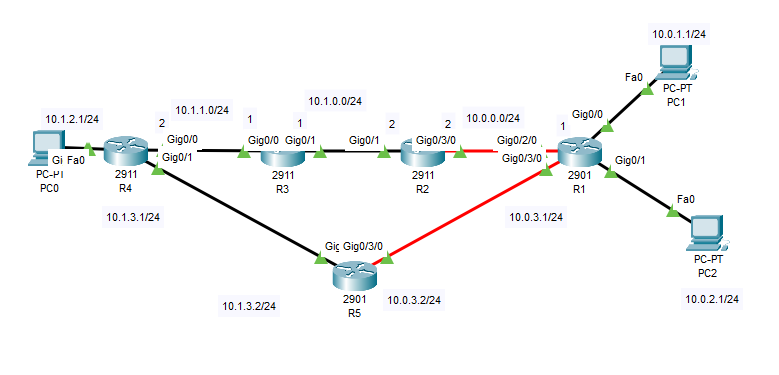 10.0.1.1/24
Fa0
PC-PT
PC1
10.1.2.1/24
Fa0
PC-PT
PC0
2
10.1.1.0/24
Gig0/0
Gig0/1
2911
R4
1
Gig0/0
10.1.0.0/24
1
Gig0/1
2911
R3
2
Gig0/1
2
Gig0/3/0
2911
R2
10.0.0.0/24
Gig0/2/0
Gig0/3/0
1
Gig0/0
Gig0/1
2901
R1
Fa0
PC-PT
PC2
10.0.2.1/24
10.1.3.1/24
10.0.3.1/24
Gig0/3/0
2901
R5
10.1.3.2/24
10.0.3.2/24